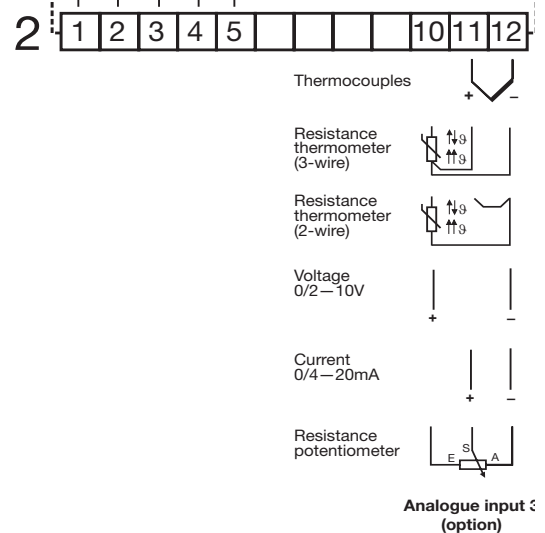 2 1 2 3 4 5 10 11 12
Thermocouples
+ –
Resistance
thermometer
(3-wire)
ϑ
ϑ
Resistance
thermometer
(2-wire)
ϑ
ϑ
Voltage
0/2—10V
+ –
Current
0/4—20mA
+ –
Resistance
potentiometer
S
E A
Analogue input 3
(option)